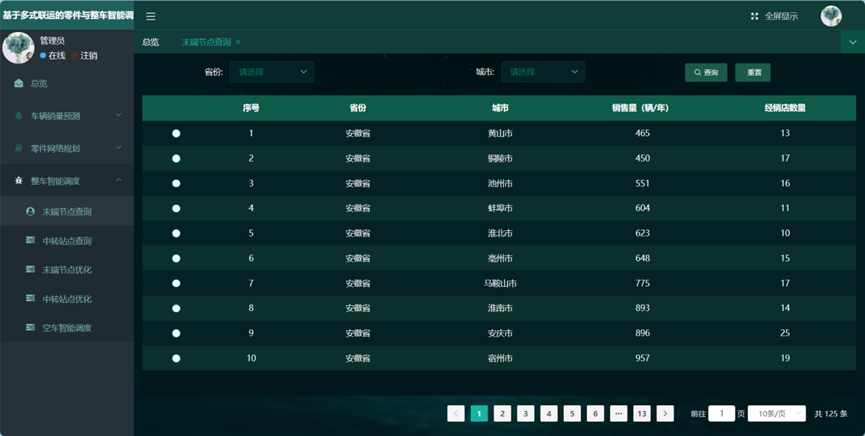 基于多式联运的零件与整车智能调
全屏显示
管理员
在线 注销
总览 末端节点查询 ×
总览
车辆销量预测
零件网络规划
整车智能调度
末端节点查询
中转站点查询
末端节点优化
中转站点优化
空车智能调度
省份: 请选择 城市: 请选择 查询 重置
序号 省份 城市 销售量（辆/年） 经销店数量
1 安徽省 黄山市 465 13
2 安徽省 铜陵市 450 17
3 安徽省 池州市 551 16
4 安徽省 蚌埠市 604 11
5 安徽省 淮北市 623 10
6 安徽省 亳州市 648 15
7 安徽省 马鞍山市 775 17
8 安徽省 淮南市 893 14
9 安徽省 安庆市 896 25
10 安徽省 宿州市 957 19
1 2 3 4 5 6 ••• 13 前往 1 页 10条/页 共 125 条